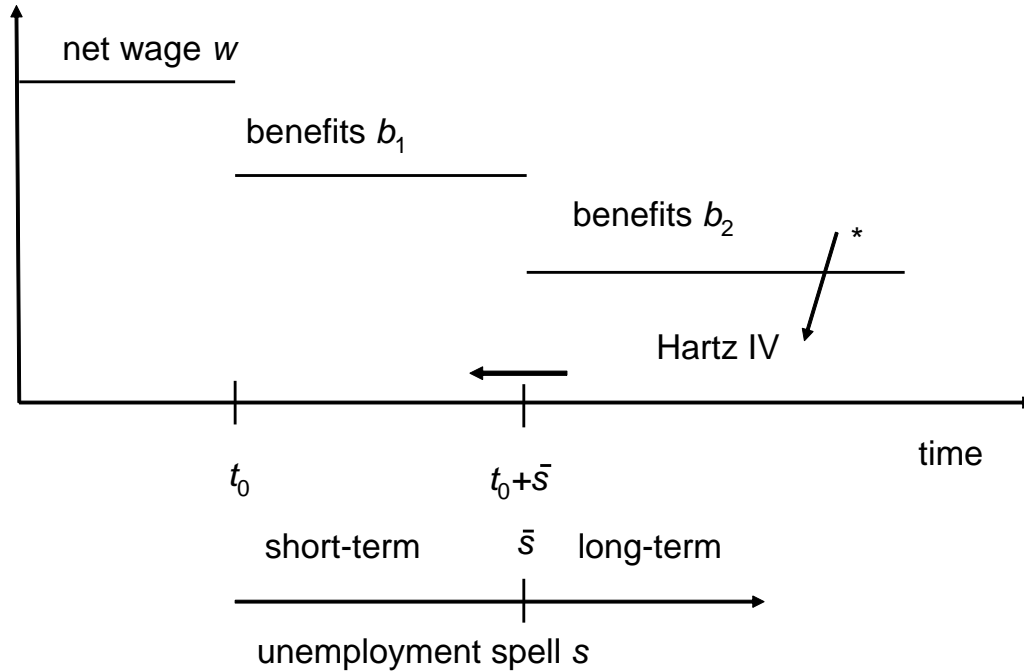 net wage w
benefits b₁
benefits b₂
*
Hartz IV
time
t₀
t₀+s̄
short-term
s̄
long-term
unemployment spell s